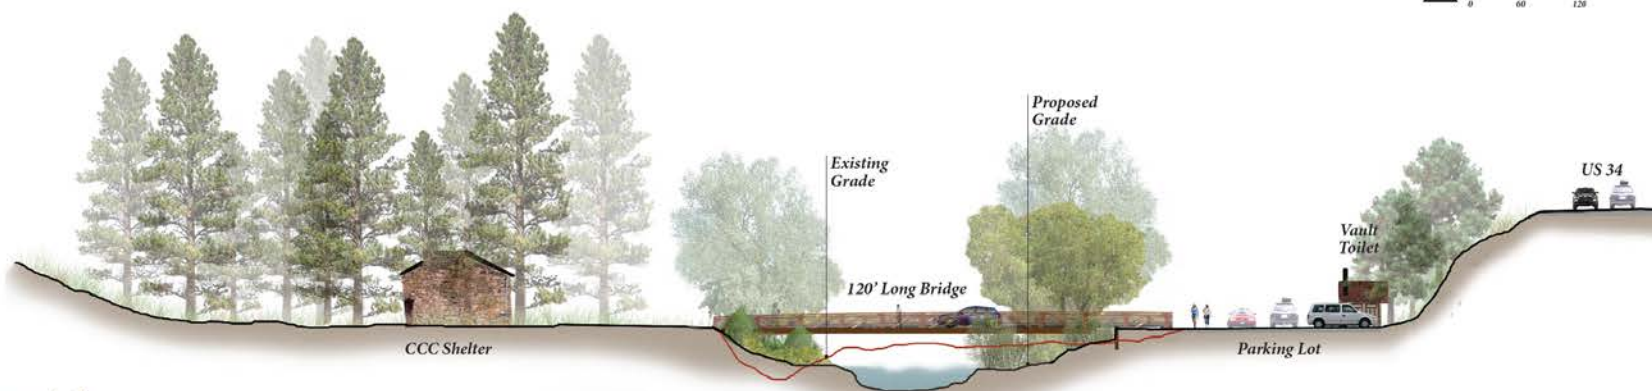 0 60 120
Proposed
Grade
Existing
Grade
US 34
Vault
Toilet
120' Long Bridge
CCC Shelter
Parking Lot